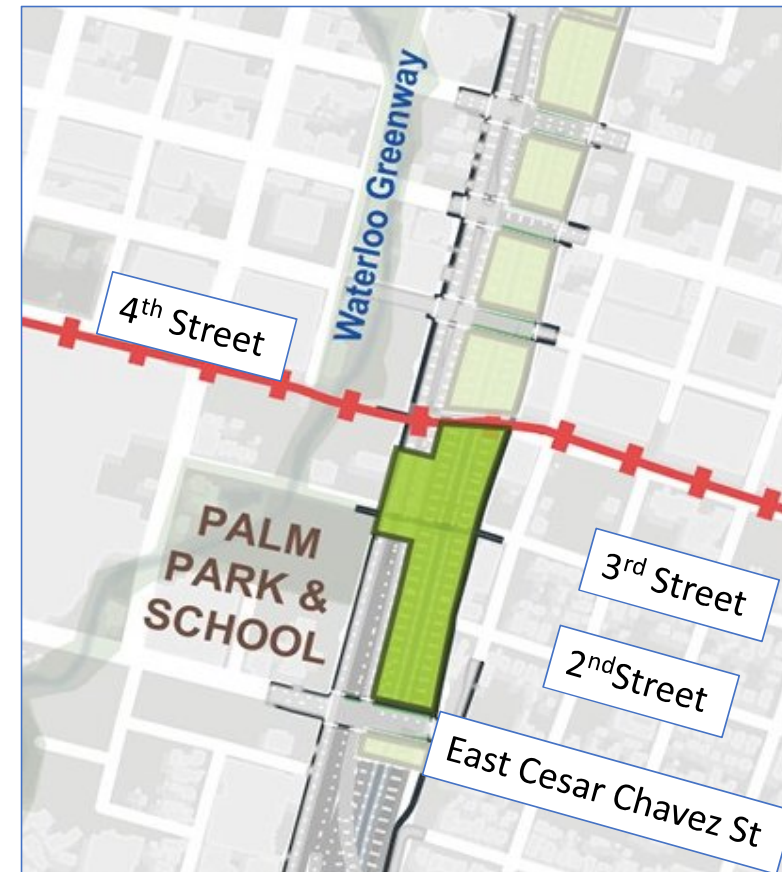 Waterloo Greenway
4th Street
PALM
PARK &
SCHOOL
3rd Street
2ndStreet
East Cesar Chavez St